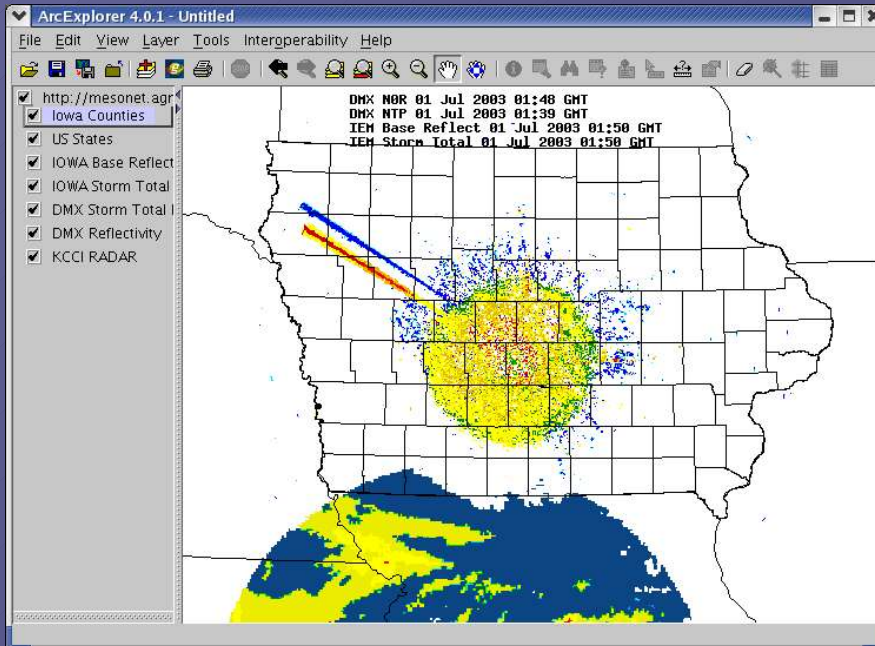 ArcExplorer 4.0.1 - Untitled
File Edit View Layer Tools Interoperability Help
http://mesonet.agr
Iowa Counties
US States
IOWA Base Reflect
IOWA Storm Total
DMX Storm Total
DMX Reflectivity
KCCI RADAR
DMX N0R 01 Jul 2003 01:48 GMT
DMX NTP 01 Jul 2003 01:39 GMT
IEM Base Reflect 01 Jul 2003 01:50 GMT
IEM Storm Total 01 Jul 2003 01:50 GMT